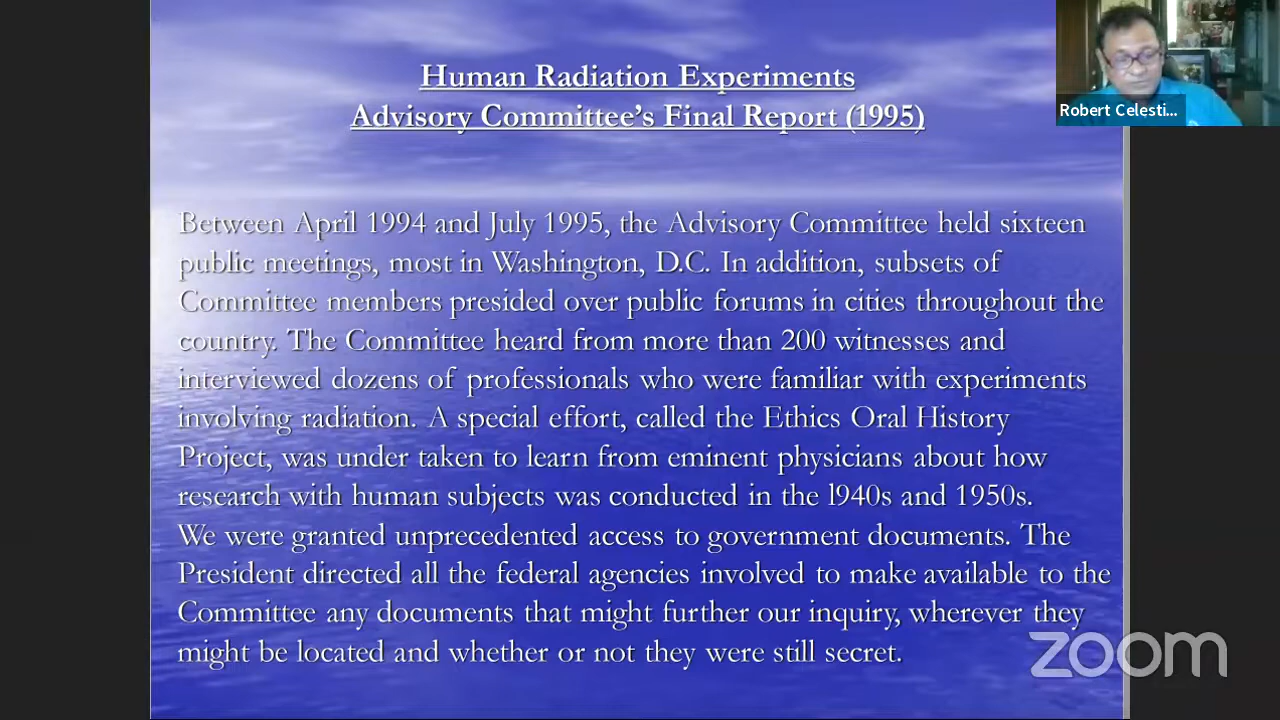 Human Radiation Experiments
Advisory Committee's Final Report (1995)
Robert Celesti...
Between April 1994 and July 1995, the Advisory Committee held sixteen
public meetings, most in Washington, D.C. In addition, subsets of
Committee members presided over public forums in cities throughout the
country. The Committee heard from more than 200 witnesses and
interviewed dozens of professionals who were familiar with experiments
involving radiation. A special effort, called the Ethics Oral History
Project, was under taken to learn from eminent physicians about how
research with human subjects was conducted in the l940s and 1950s.
We were granted unprecedented access to government documents. The
President directed all the federal agencies involved to make available to the
Committee any documents that might further our inquiry, wherever they
might be located and whether or not they were still secret.
zoom